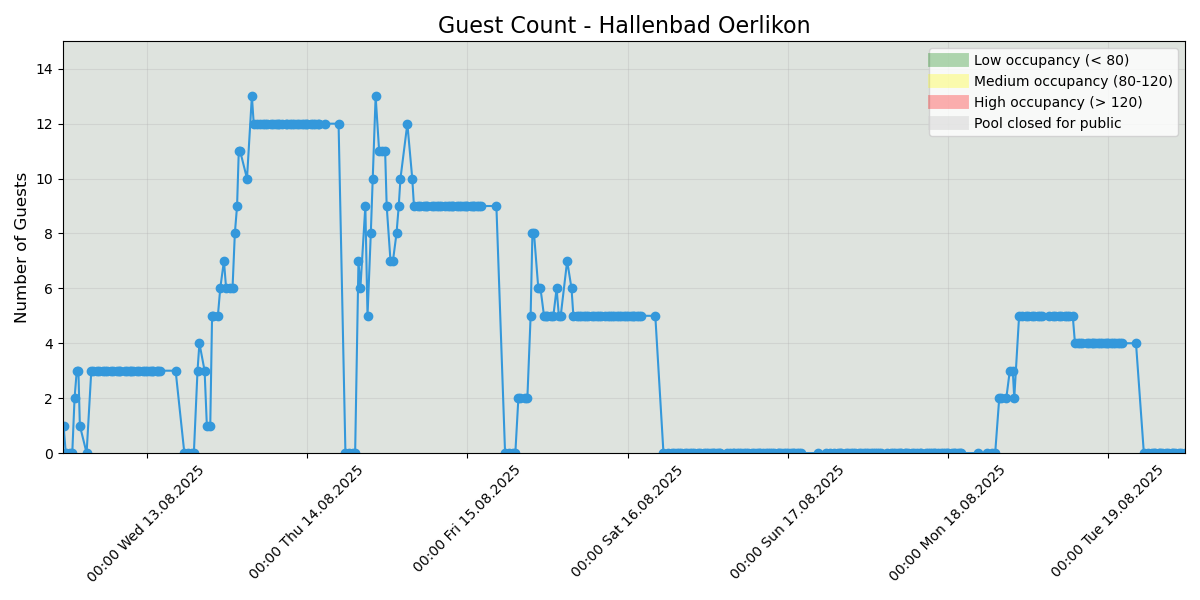 Guest Count - Hallenbad Oerlikon
Low occupancy (< 80)
Medium occupancy (80-120)
High occupancy (> 120)
Pool closed for public
Number of Guests
14
12
10
8
6
4
2
0
00:00 Wed 13.08.2025
00:00 Thu 14.08.2025
00:00 Fri 15.08.2025
00:00 Sat 16.08.2025
00:00 Sun 17.08.2025
00:00 Mon 18.08.2025
00:00 Tue 19.08.2025